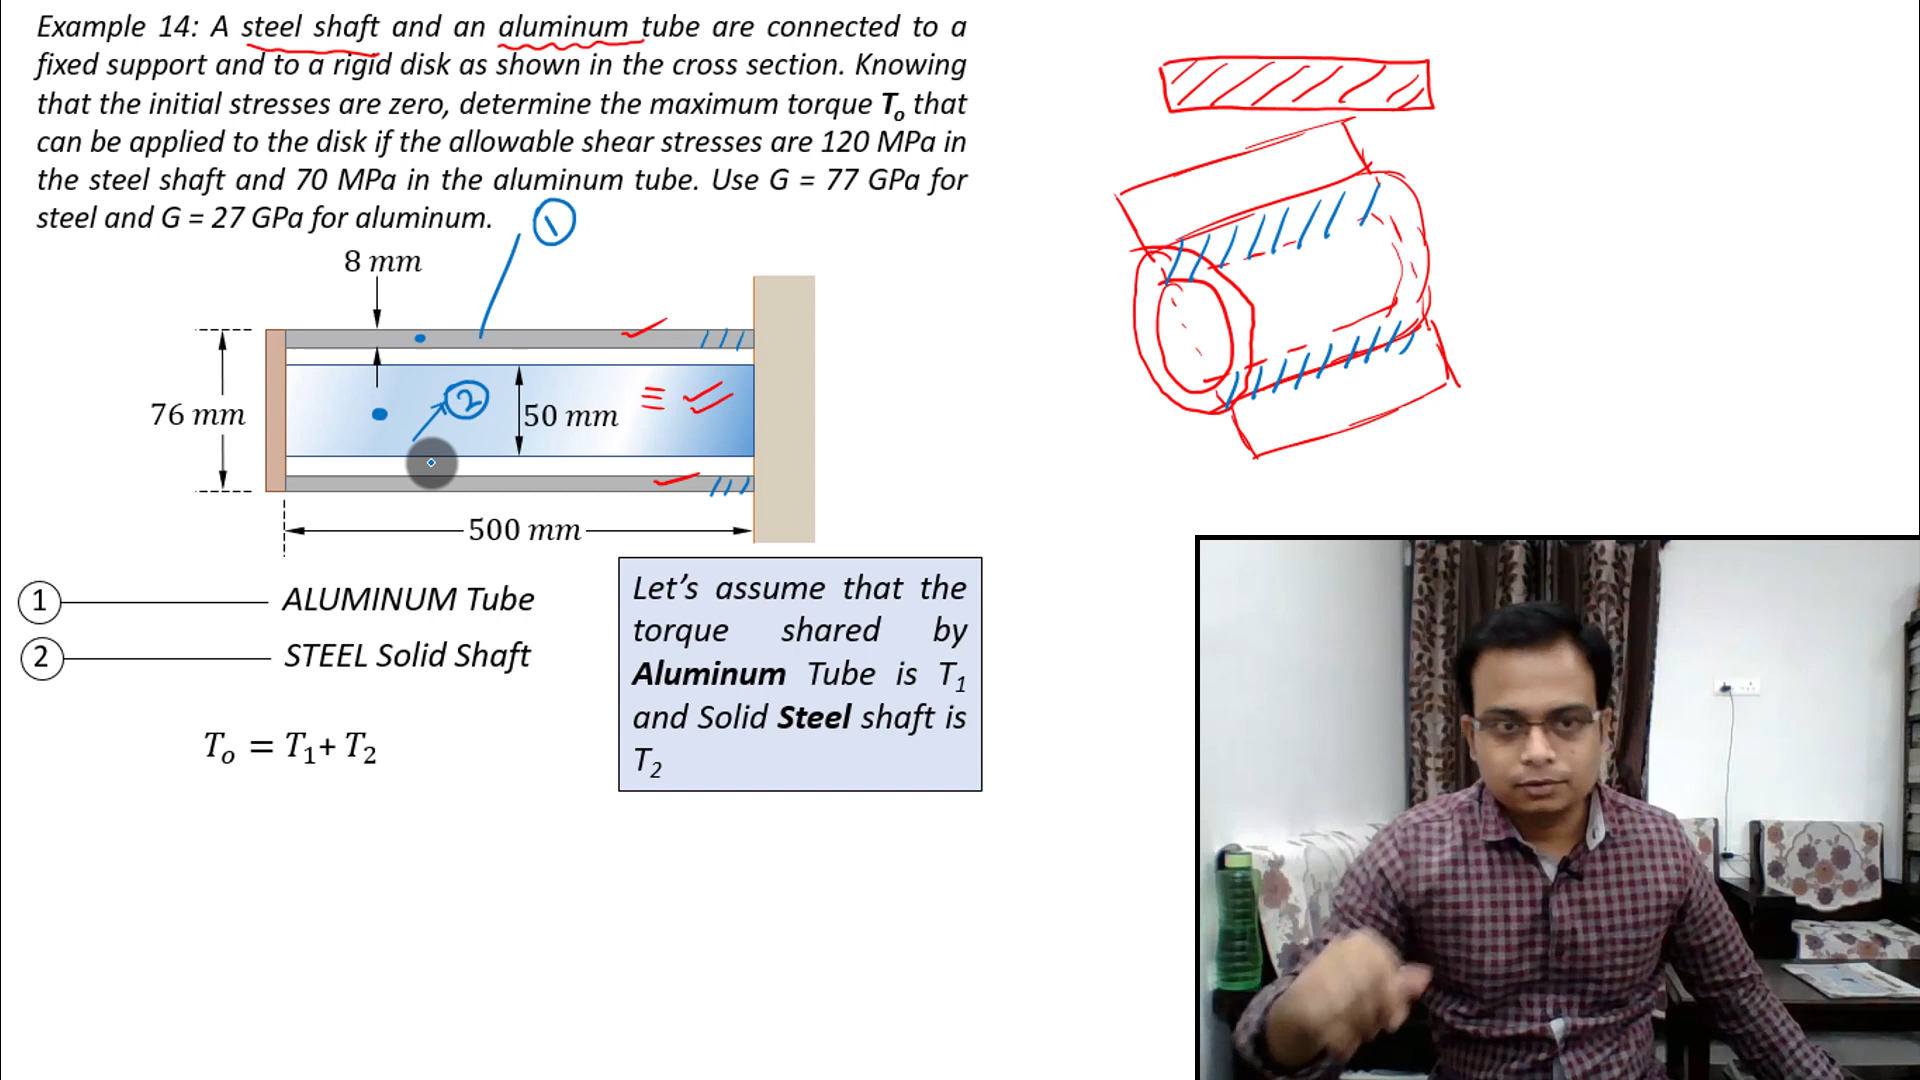 Example 14: A steel shaft and an aluminum tube are connected to a
fixed support and to a rigid disk as shown in the cross section. Knowing
that the initial stresses are zero, determine the maximum torque Tₒ that
can be applied to the disk if the allowable shear stresses are 120 MPa in
the steel shaft and 70 MPa in the aluminum tube. Use G = 77 GPa for
steel and G = 27 GPa for aluminum.
1
8 mm
2
76 mm
50 mm
500 mm
1 ALUMINUM Tube
2 STEEL Solid Shaft
Tₒ = T₁+ T₂
Let’s assume that the
torque shared by
Aluminum Tube is T₁
and Solid Steel shaft is
T₂